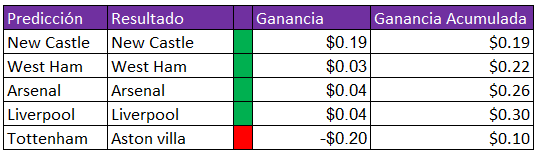 Predicción Resultado Ganancia Ganancia Acumulada
New Castle New Castle $0.19 $0.19
West Ham West Ham $0.03 $0.22
Arsenal Arsenal $0.04 $0.26
Liverpool Liverpool $0.04 $0.30
Tottenham Aston villa -$0.20 $0.10